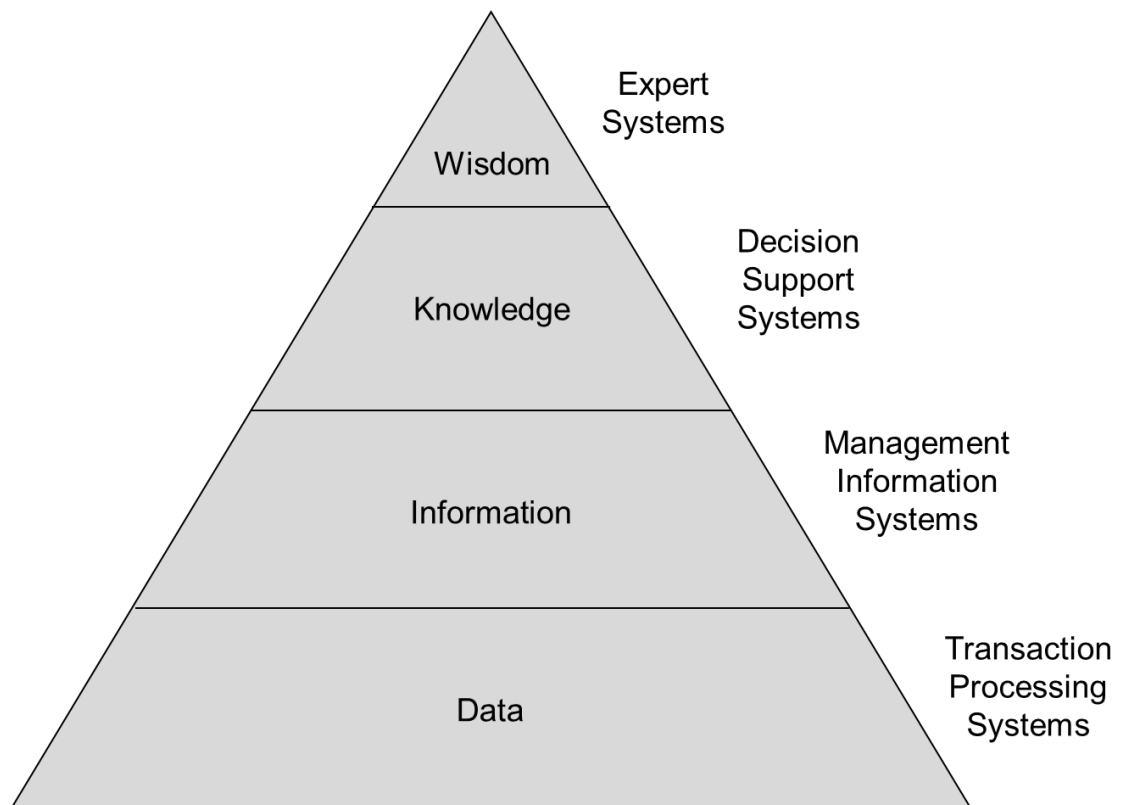 Expert
Systems
Wisdom
Decision
Support
Systems
Knowledge
Management
Information
Systems
Information
Transaction
Processing
Systems
Data